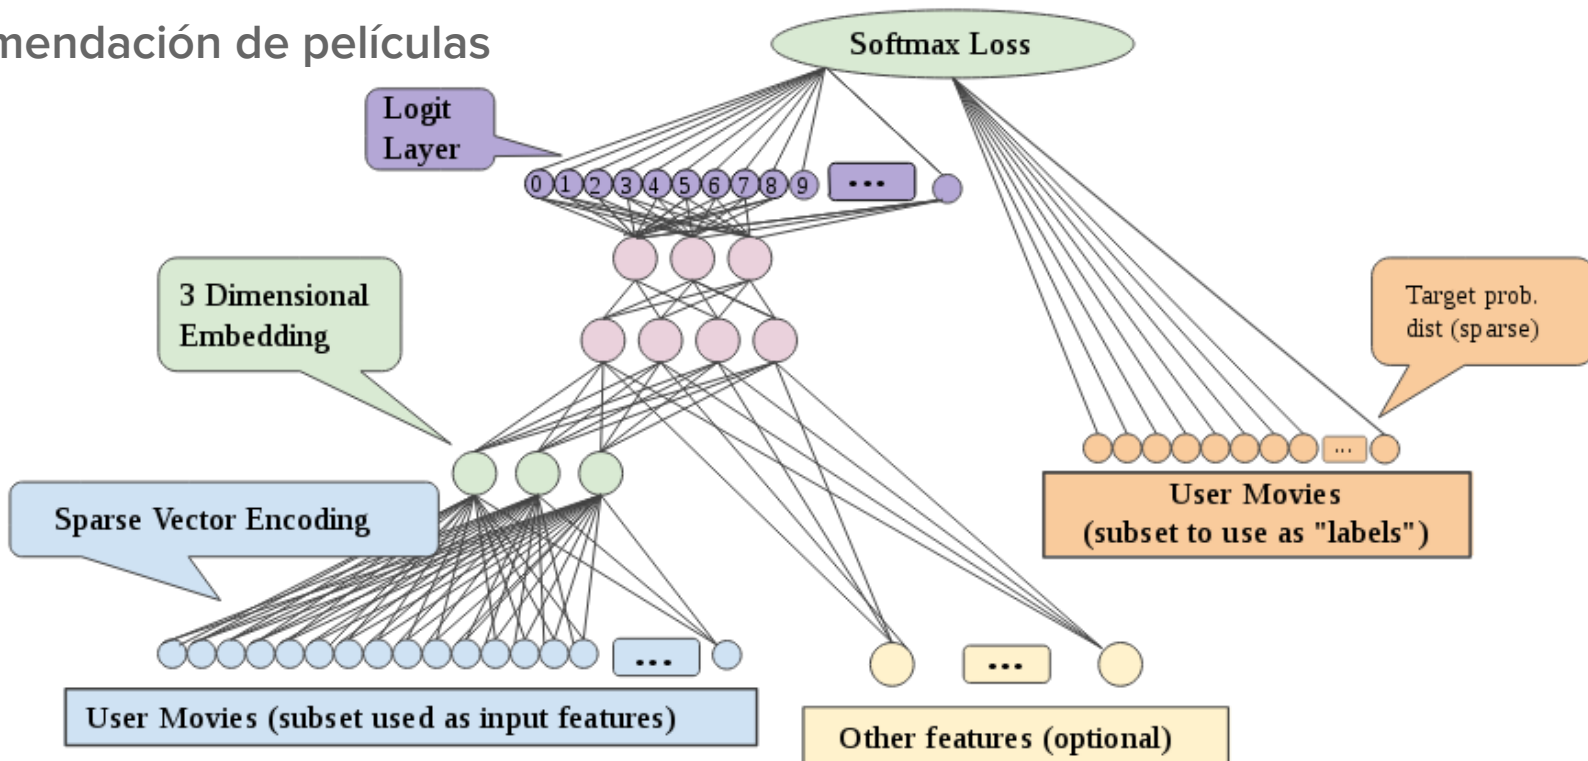 mendación de películas
Softmax Loss
Logit
Layer
0 1 2 3 4 5 6 7 8 9 ...
3 Dimensional
Embedding
Target prob.
dist (sparse)
...
User Movies
(subset to use as "labels")
Sparse Vector Encoding
... ...
User Movies (subset used as input features)
Other features (optional)